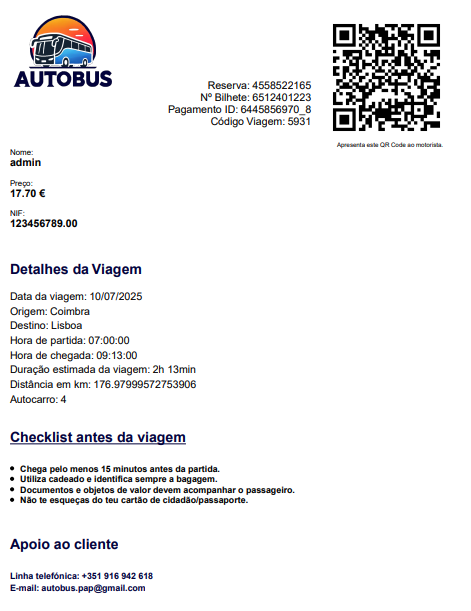 AUTOBUS
Reserva: 4558522165
Nº Bilhete: 6512401223
Pagamento ID: 6445856970_8
Código Viagem: 5931
Apresenta este QR Code ao motorista.
Nome:
admin
Preço:
17.70 €
NIF:
123456789.00
Detalhes da Viagem
Data da viagem: 10/07/2025
Origem: Coimbra
Destino: Lisboa
Hora de partida: 07:00:00
Hora de chegada: 09:13:00
Duração estimada da viagem: 2h 13min
Distância em km: 176.97999572753906
Autocarro: 4
Checklist antes da viagem
• Chega pelo menos 15 minutos antes da partida.
• Utiliza cadeado e identifica sempre a bagagem.
• Documentos e objetos de valor devem acompanhar o passageiro.
• Não te esqueças do teu cartão de cidadão/passaporte.
Apoio ao cliente
Linha telefónica: +351 916 942 618
E-mail: autobus.pap@gmail.com